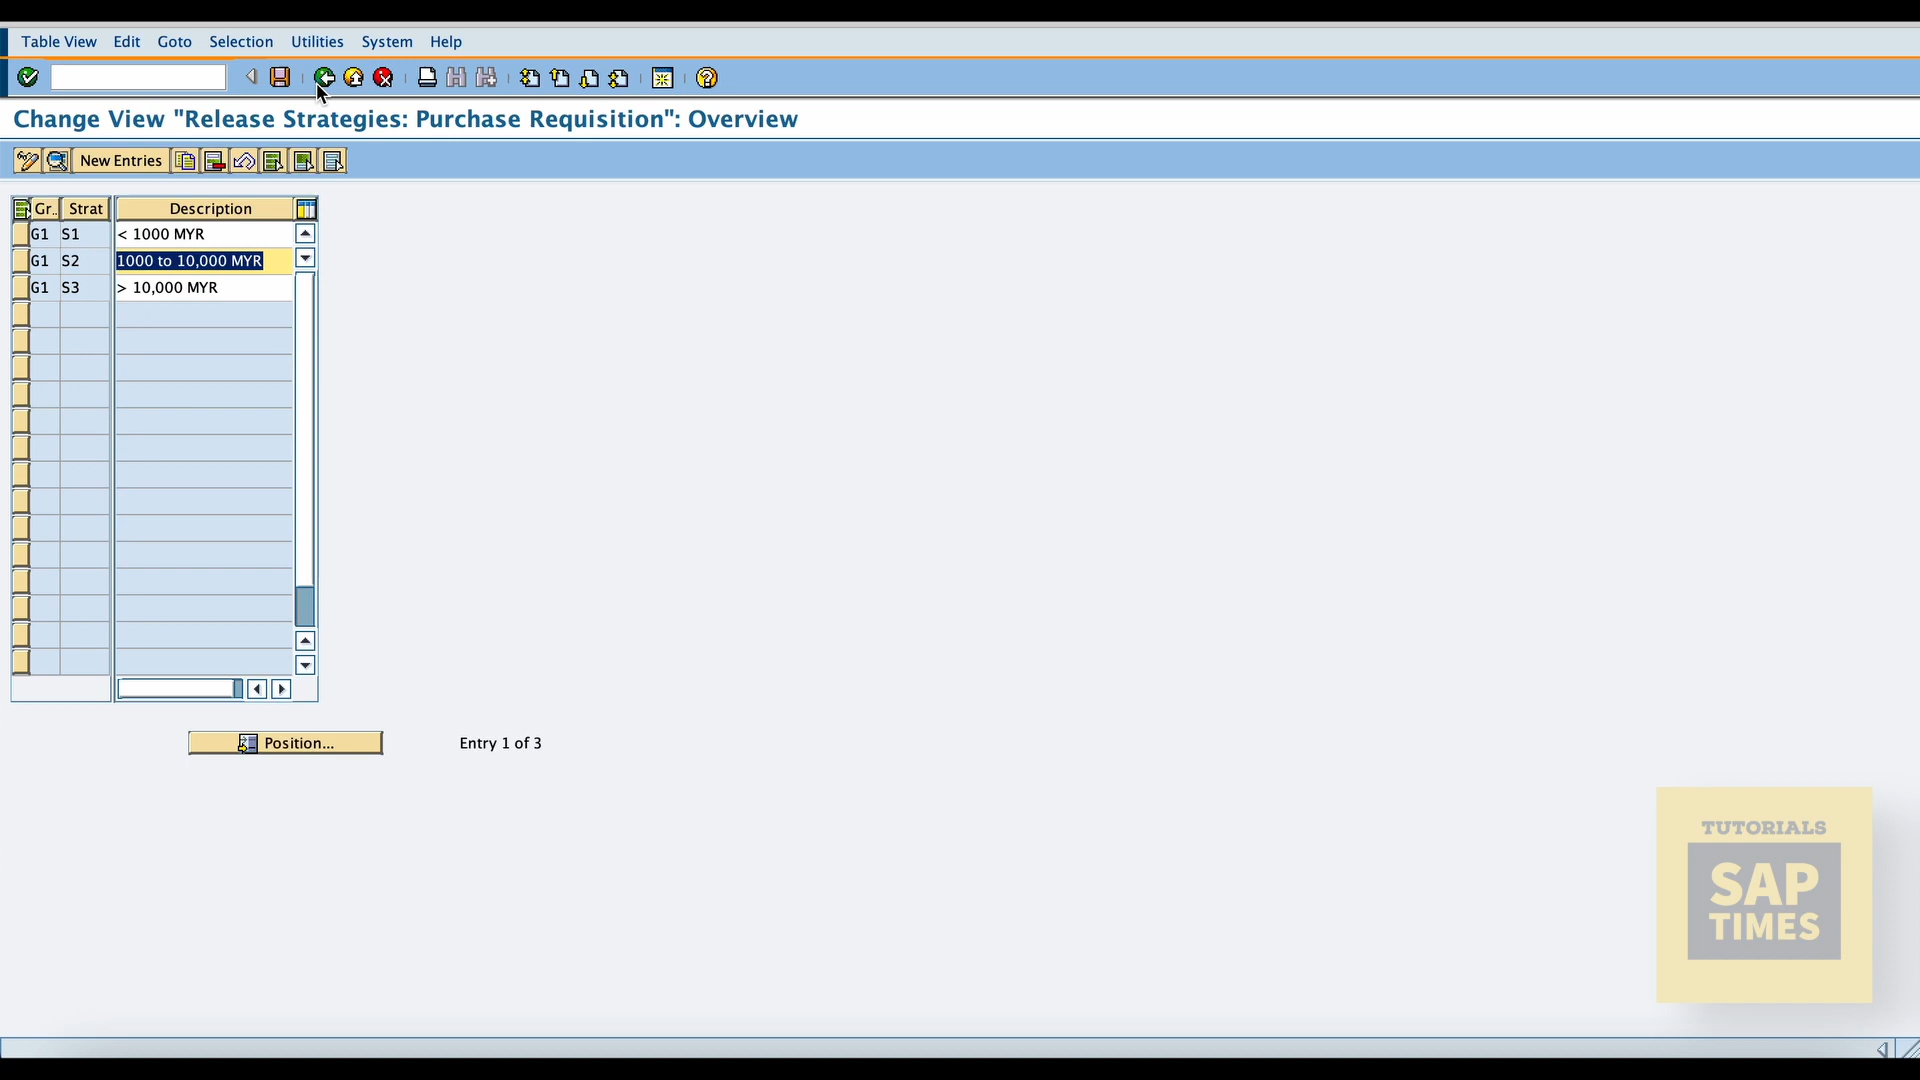 Table View Edit Goto Selection Utilities System Help
Change View "Release Strategies: Purchase Requisition": Overview
New Entries
Gr.. Strat Description
G1 S1 < 1000 MYR
G1 S2 1000 to 10,000 MYR
G1 S3 > 10,000 MYR
Position... Entry 1 of 3
TUTORIALS
SAP
TIMES